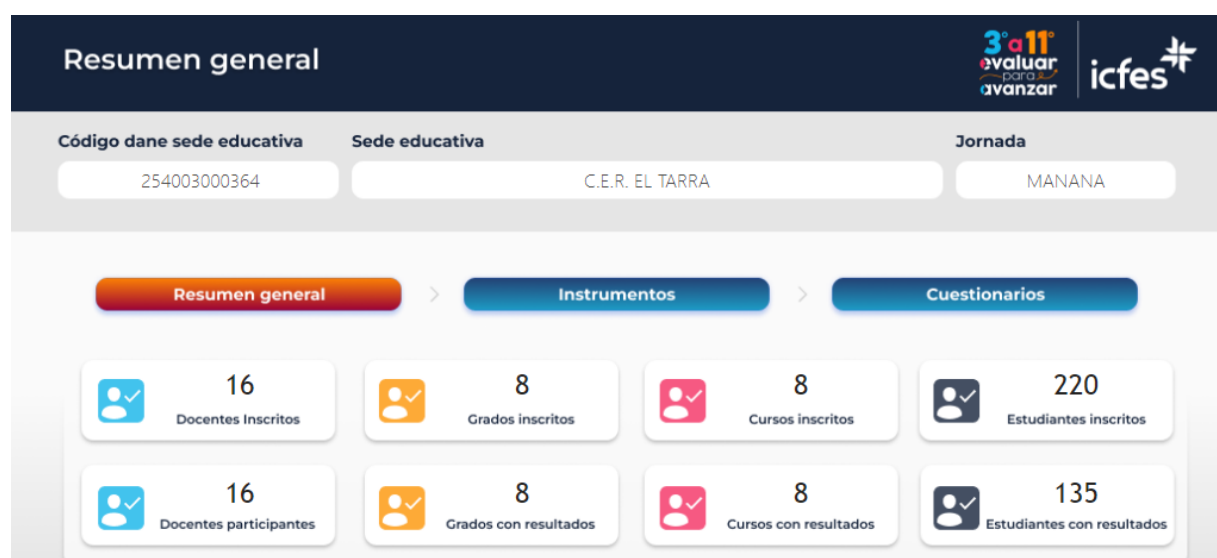 Resumen general
3° a 11°
evaluar
para
avanzar
icfes
Código dane sede educativa Sede educativa Jornada
254003000364 C.E.R. EL TARRA MANANA
Resumen general > Instrumentos > Cuestionarios
16 8 8 220
Docentes Inscritos Grados inscritos Cursos inscritos Estudiantes inscritos
16 8 8 135
Docentes participantes Grados con resultados Cursos con resultados Estudiantes con resultados